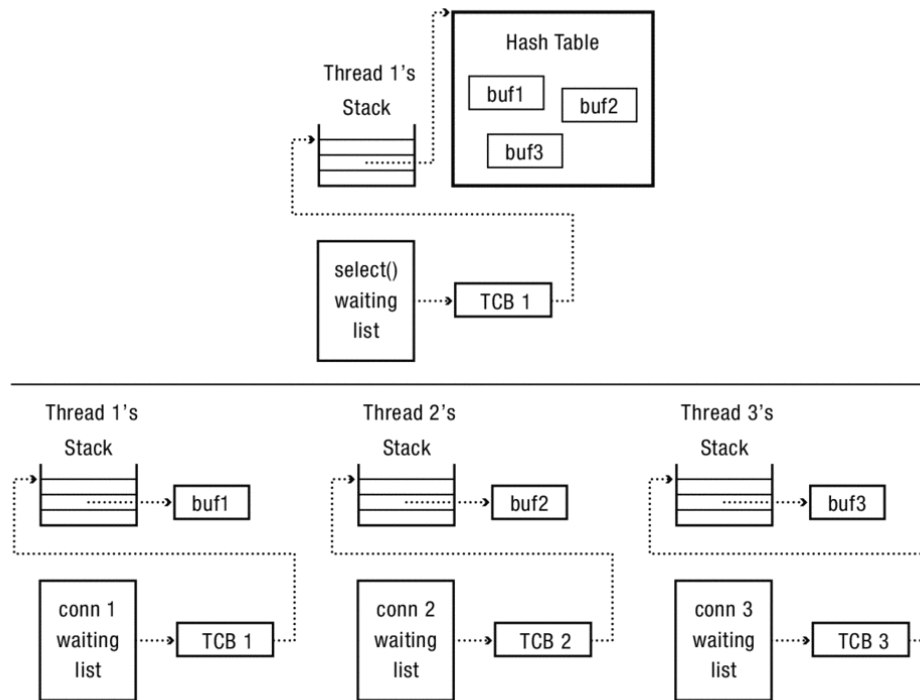 Hash Table
Thread 1's
Stack
buf1
buf2
buf3
select()
waiting
list
TCB 1
Thread 1's
Stack
buf1
conn 1
waiting
list
TCB 1
Thread 2's
Stack
buf2
conn 2
waiting
list
TCB 2
Thread 3's
Stack
buf3
conn 3
waiting
list
TCB 3